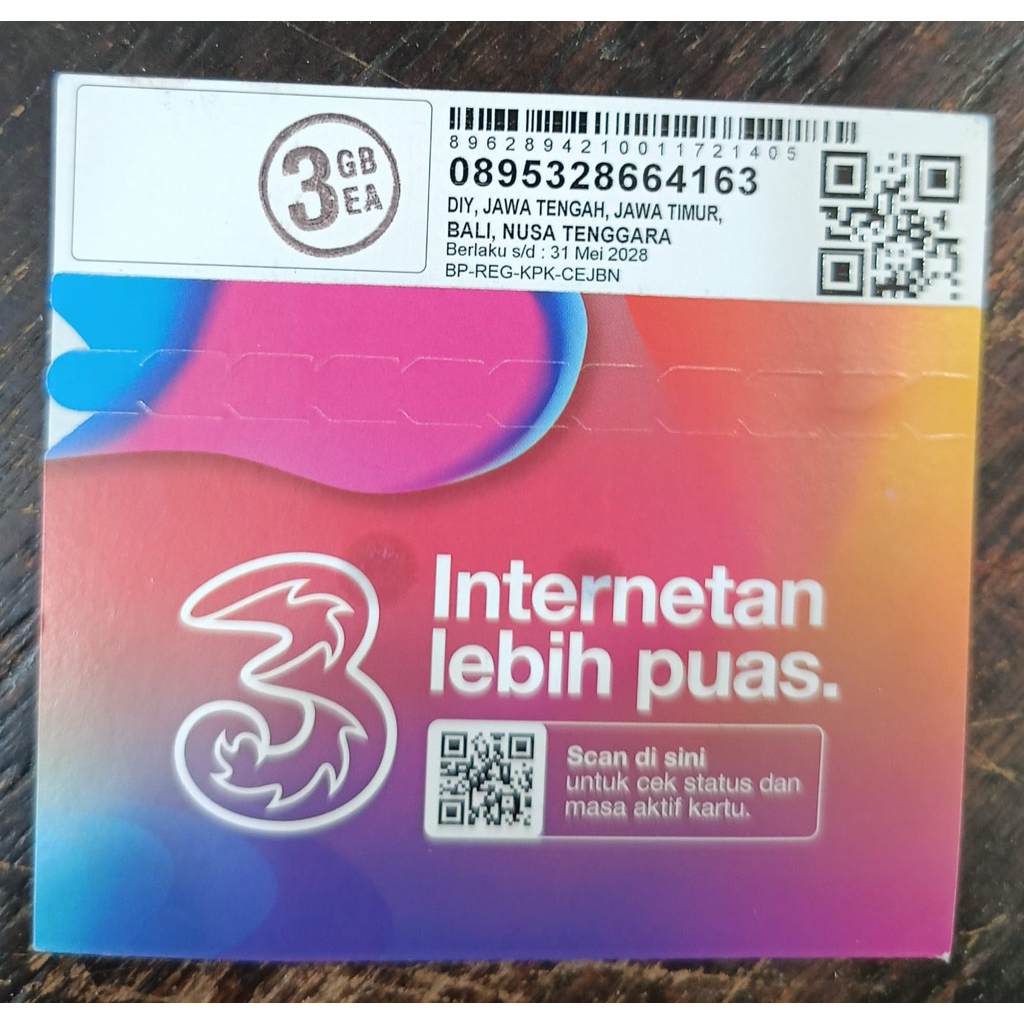 3 GB
EA
8962894210011721405
0895328664163
DIY, JAWA TENGAH, JAWA TIMUR,
BALI, NUSA TENGGARA
Berlaku s/d : 31 Mei 2028
BP-REG-KPK-CEJBN
3
Internetan
lebih puas.
Scan di sini
untuk cek status dan
masa aktif kartu.